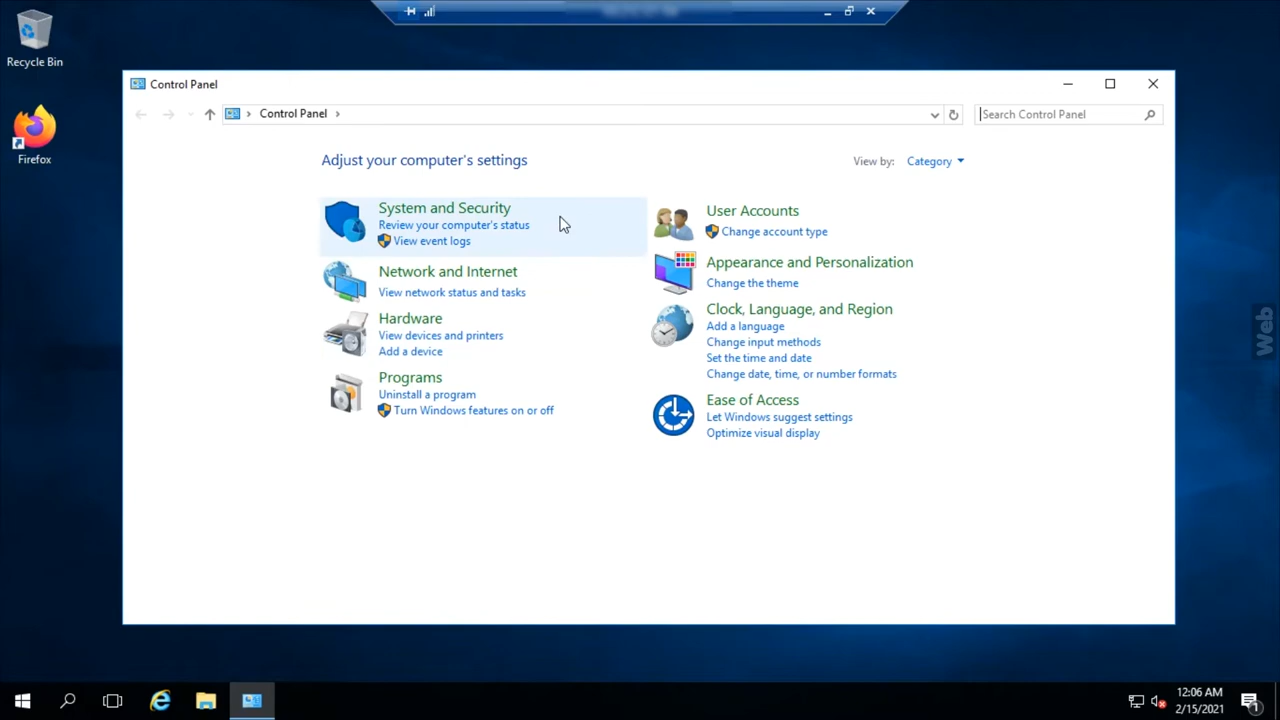 Recycle Bin
Firefox
Control Panel
Control Panel
Search Control Panel
Adjust your computer's settings
View by: Category
System and Security
Review your computer's status
View event logs
Network and Internet
View network status and tasks
Hardware
View devices and printers
Add a device
Programs
Uninstall a program
Turn Windows features on or off
User Accounts
Change account type
Appearance and Personalization
Change the theme
Clock, Language, and Region
Add a language
Change input methods
Set the time and date
Change date, time, or number formats
Ease of Access
Let Windows suggest settings
Optimize visual display
Web
12:06 AM
2/15/2021
1